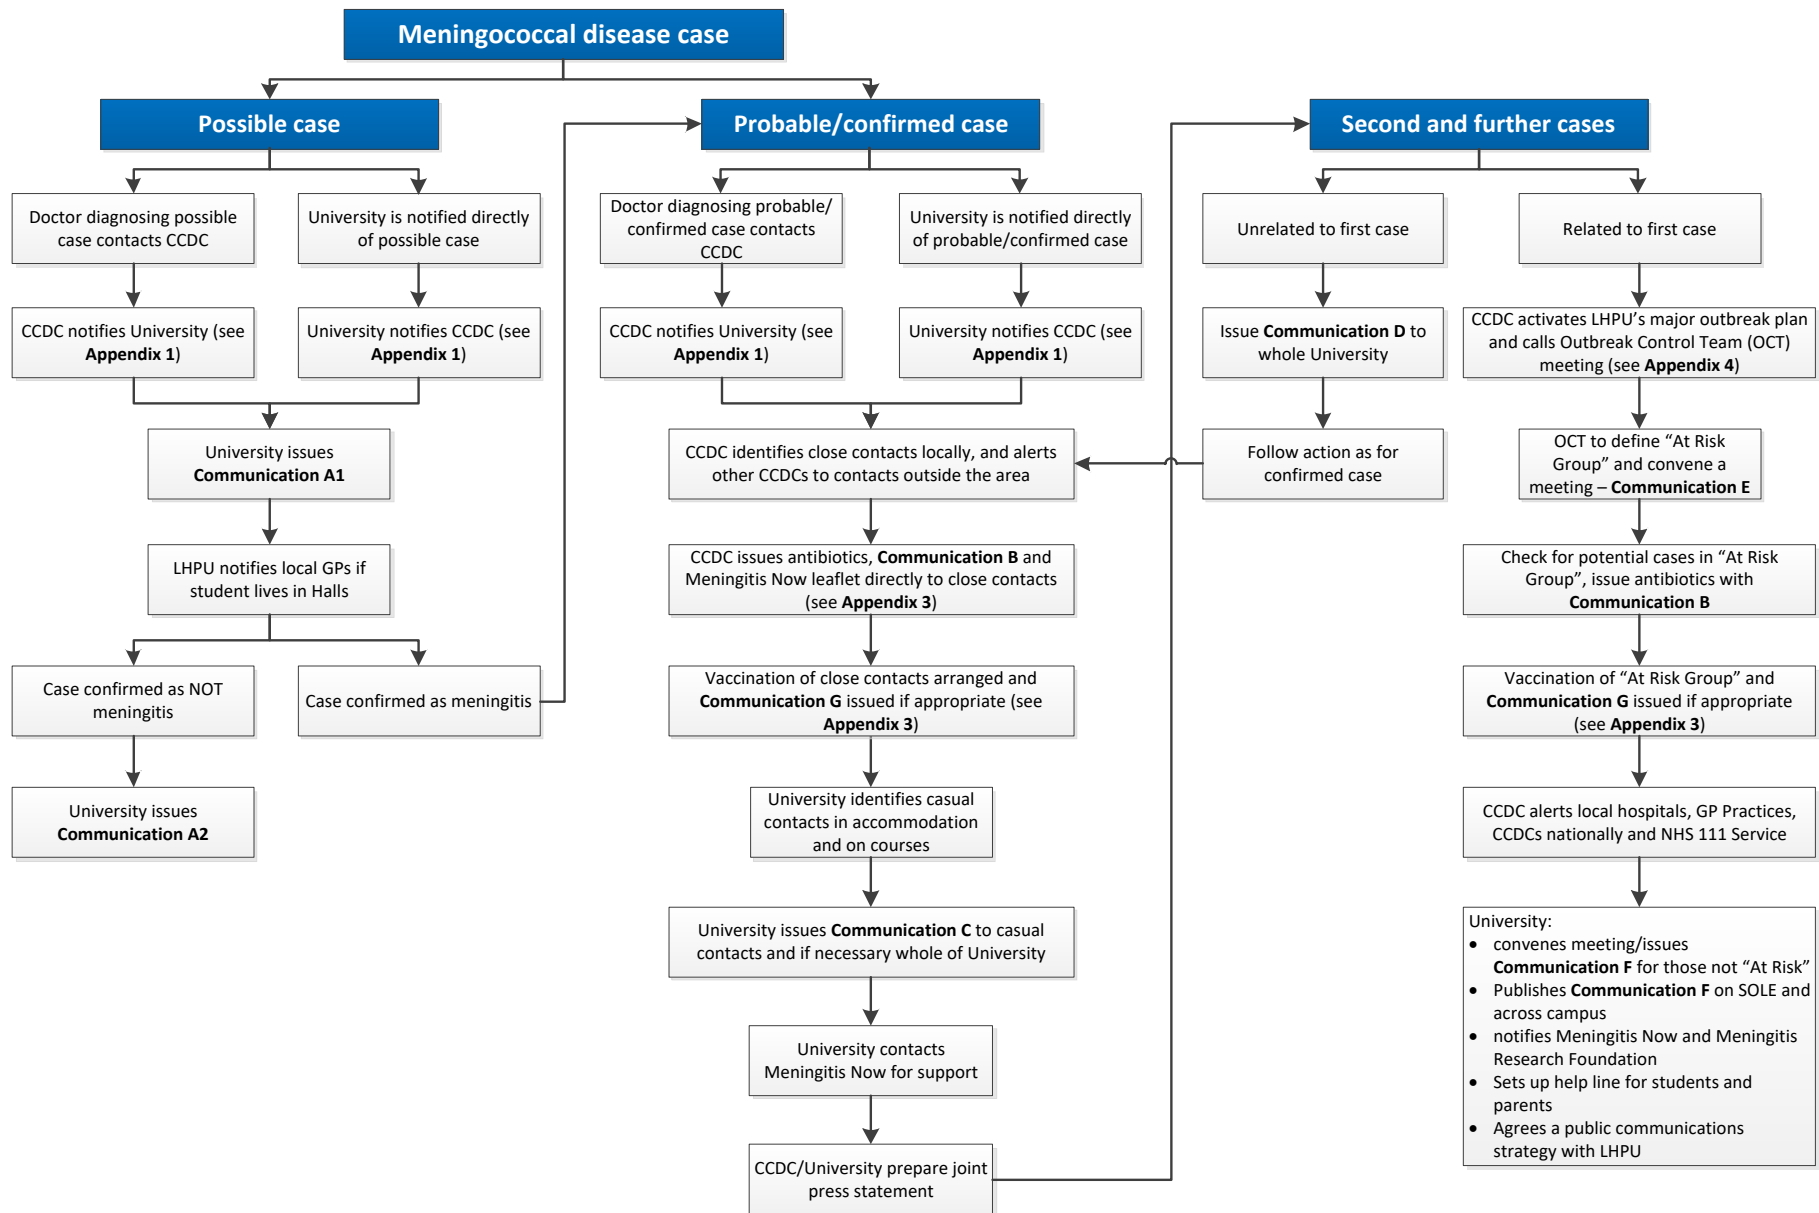 Meningococcal disease case
Possible case
Probable/confirmed case
Second and further cases
Doctor diagnosing possible
case contacts CCDC
University is notified directly
of possible case
CCDC notifies University (see
Appendix 1)
University notifies CCDC (see
Appendix 1)
University issues
Communication A1
LHPU notifies local GPs if
student lives in Halls
Case confirmed as NOT
meningitis
Case confirmed as meningitis
University issues
Communication A2
Doctor diagnosing probable/
confirmed case contacts
CCDC
University is notified directly
of probable/confirmed case
CCDC notifies University (see
Appendix 1)
University notifies CCDC (see
Appendix 1)
CCDC identifies close contacts locally, and alerts
other CCDCs to contacts outside the area
CCDC issues antibiotics, Communication B and
Meningitis Now leaflet directly to close contacts
(see Appendix 3)
Vaccination of close contacts arranged and
Communication G issued if appropriate (see
Appendix 3)
University identifies casual
contacts in accommodation
and on courses
University issues Communication C to casual
contacts and if necessary whole of University
University contacts
Meningitis Now for support
CCDC/University prepare joint
press statement
Unrelated to first case
Issue Communication D to
whole University
Follow action as for
confirmed case
Related to first case
CCDC activates LHPU’s major outbreak plan
and calls Outbreak Control Team (OCT)
meeting (see Appendix 4)
OCT to define “At Risk
Group” and convene a
meeting – Communication E
Check for potential cases in “At Risk
Group”, issue antibiotics with
Communication B
Vaccination of “At Risk Group” and
Communication G issued if appropriate
(see Appendix 3)
CCDC alerts local hospitals, GP Practices,
CCDCs nationally and NHS 111 Service
University:
• convenes meeting/issues
Communication F for those not “At Risk”
• Publishes Communication F on SOLE and
across campus
• notifies Meningitis Now and Meningitis
Research Foundation
• Sets up help line for students and
parents
• Agrees a public communications
strategy with LHPU